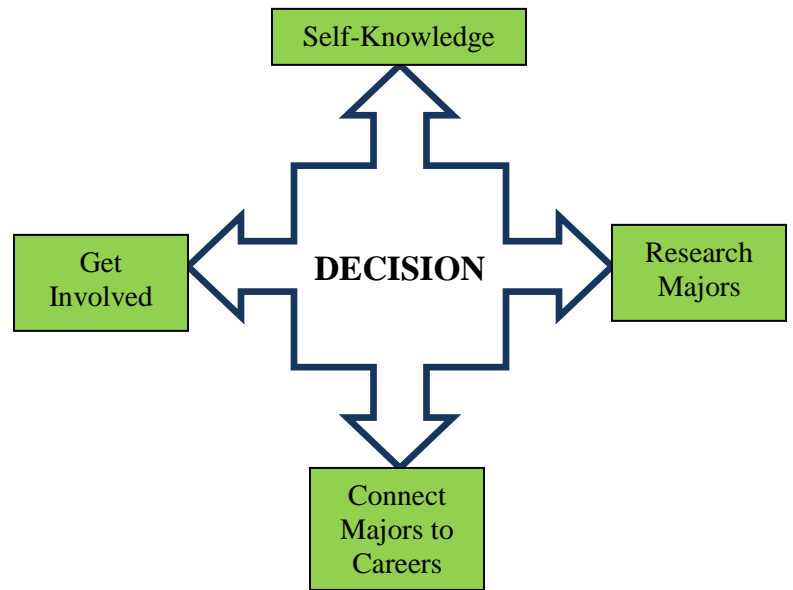 Self-Knowledge
Get
Involved
DECISION
Research
Majors
Connect
Majors to
Careers